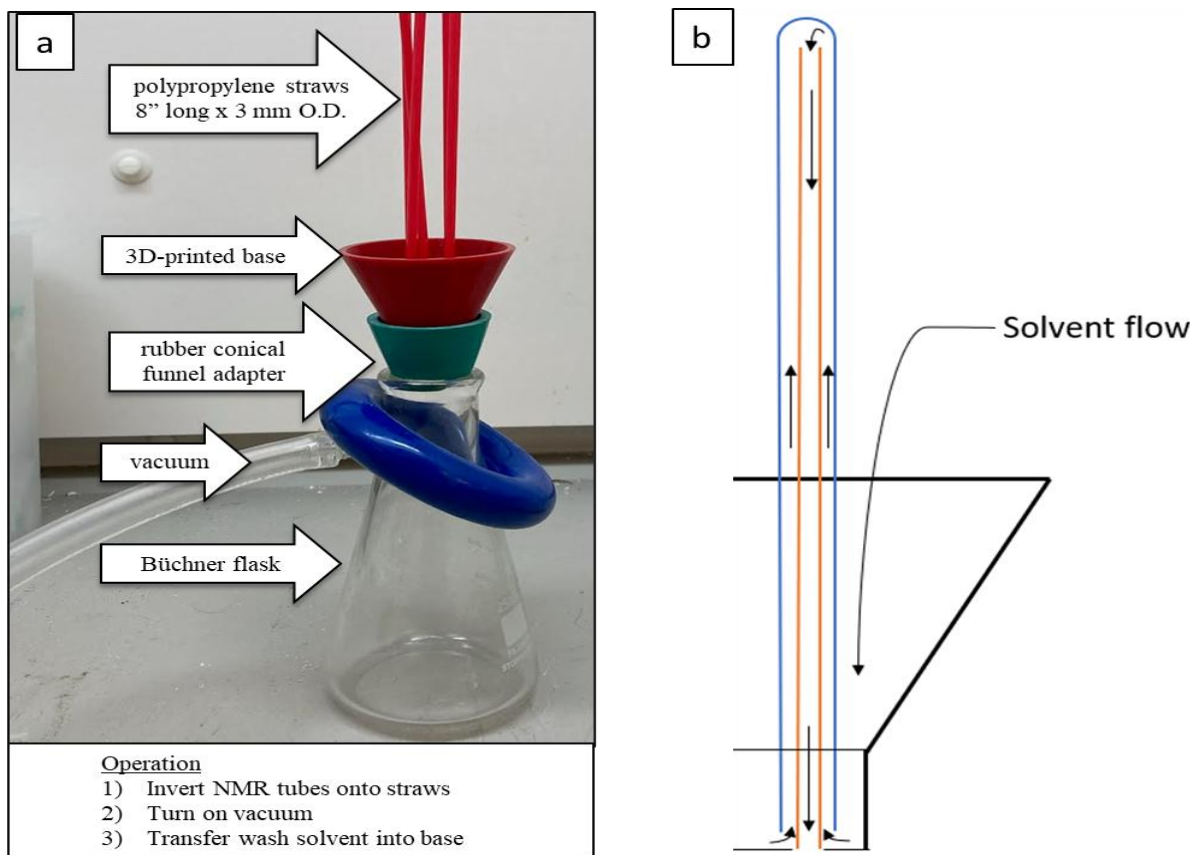 a
polypropylene straws
8” long x 3 mm O.D.
3D-printed base
rubber conical
funnel adapter
vacuum
Büchner flask
Operation
1) Invert NMR tubes onto straws
2) Turn on vacuum
3) Transfer wash solvent into base
b
Solvent flow